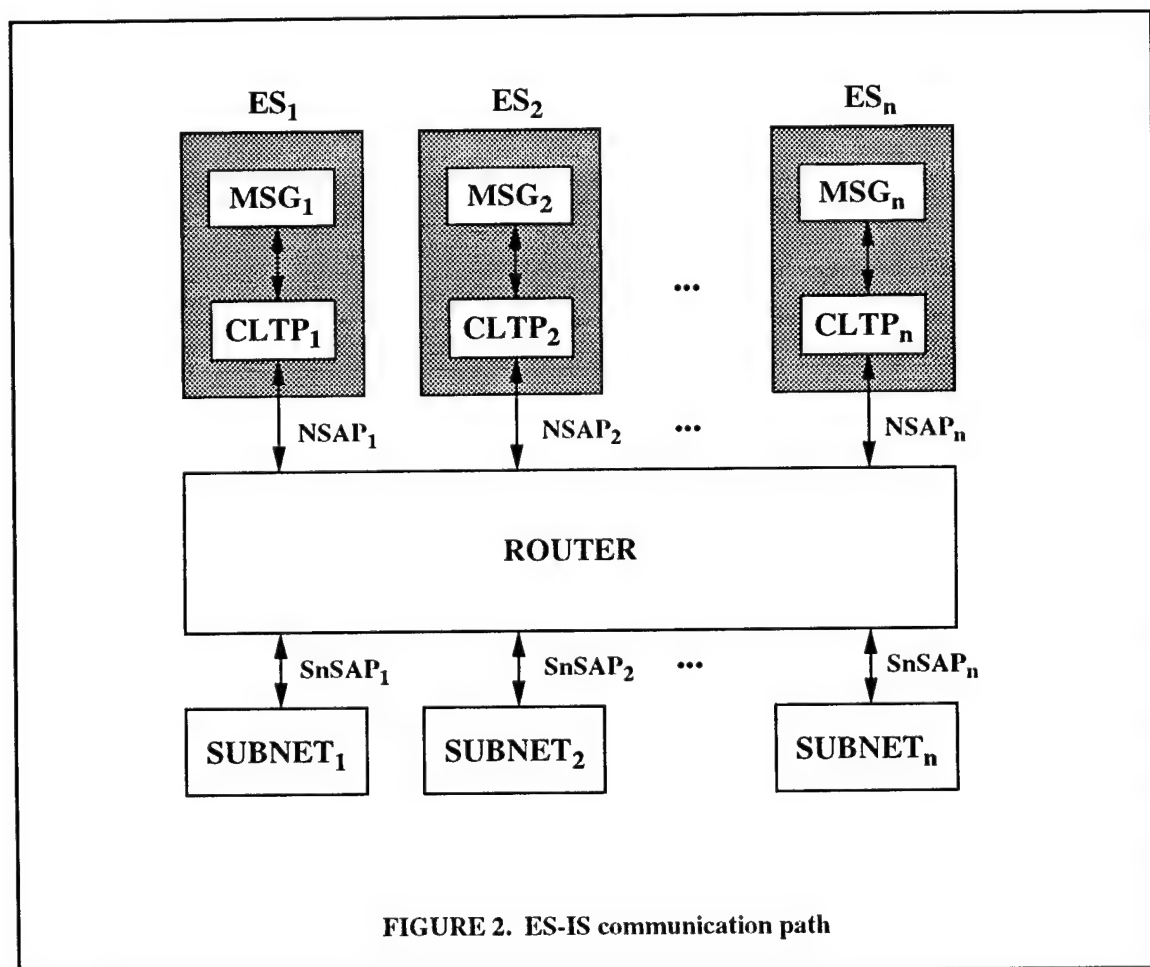 ES1 ES2 ESn
MSG1 MSG2 MSGn
...
CLTP1 CLTP2 CLTPn
NSAP1 NSAP2 ... NSAPn
ROUTER
SnSAP1 SnSAP2 ... SnSAPn
SUBNET1 SUBNET2 SUBNETn
FIGURE 2. ES-IS communication path